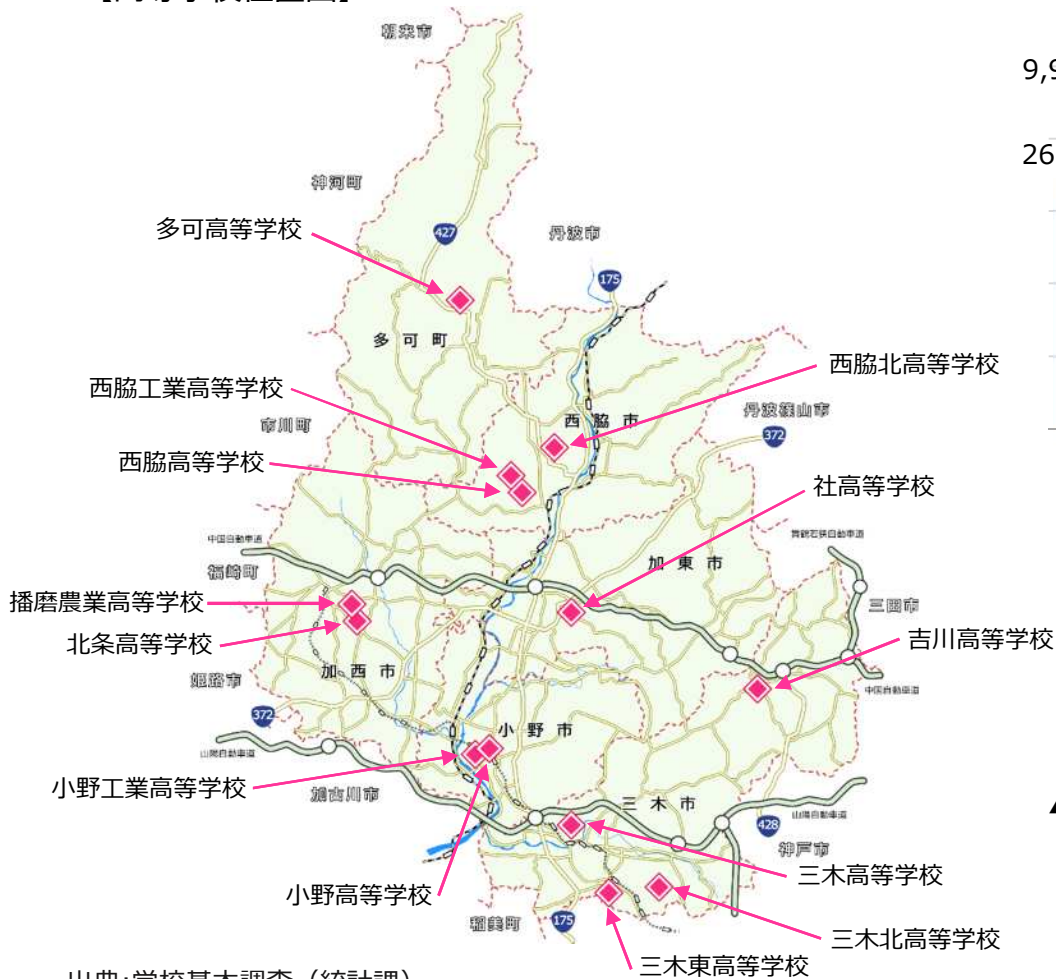 朝来市
9,9
26
神河町
多可高等学校
427
丹波市
175
多可町
西脇北高等学校
西脇工業高等学校
市川町
西脇市
丹波篠山市
372
西脇高等学校
社高等学校
中国自動車道
舞鶴若狭自動車道
福崎町
加東市
播磨農業高等学校
三田市
北条高等学校
吉川高等学校
加西市
姫路市
中国自動車道
372
小野市
山陽自動車道
小野工業高等学校
加古川市
三木市
山陽自動車道
428
神戸市
三木高等学校
小野高等学校
稲美町
175
三木北高等学校
三木東高等学校
出典:学校基本調査（統計課）